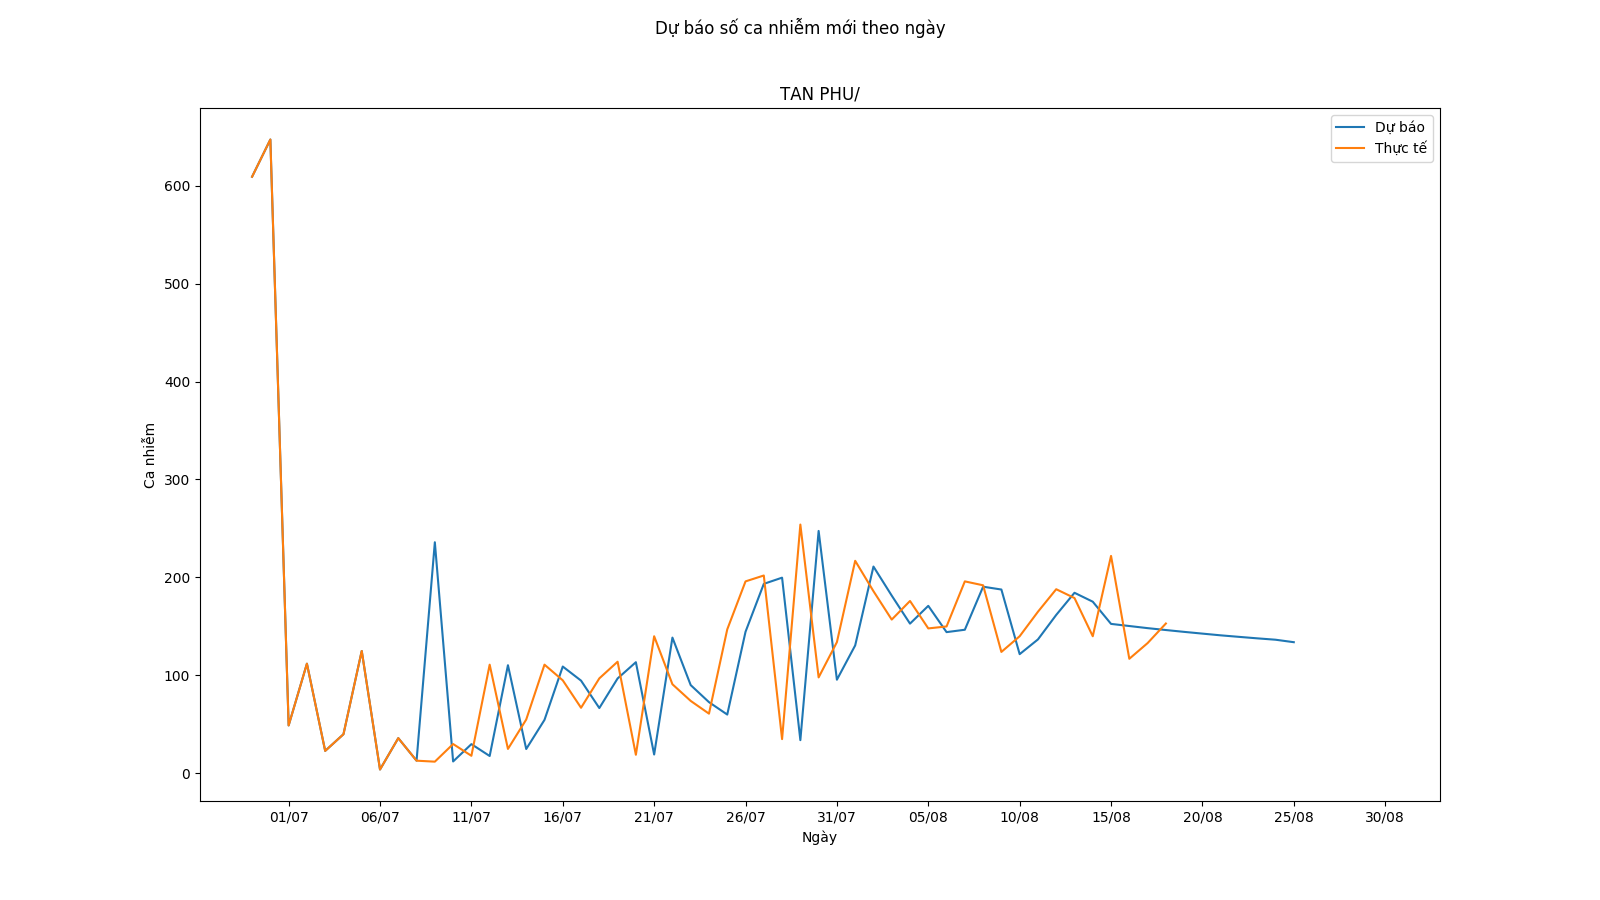 Dự báo số ca nhiễm mới theo ngày
TAN PHU/
Dự báo
Thực tế
600
500
400
300
200
100
0
Ca nhiễm
01/07 06/07 11/07 16/07 21/07 26/07 31/07 05/08 10/08 15/08 20/08 25/08 30/08
Ngày